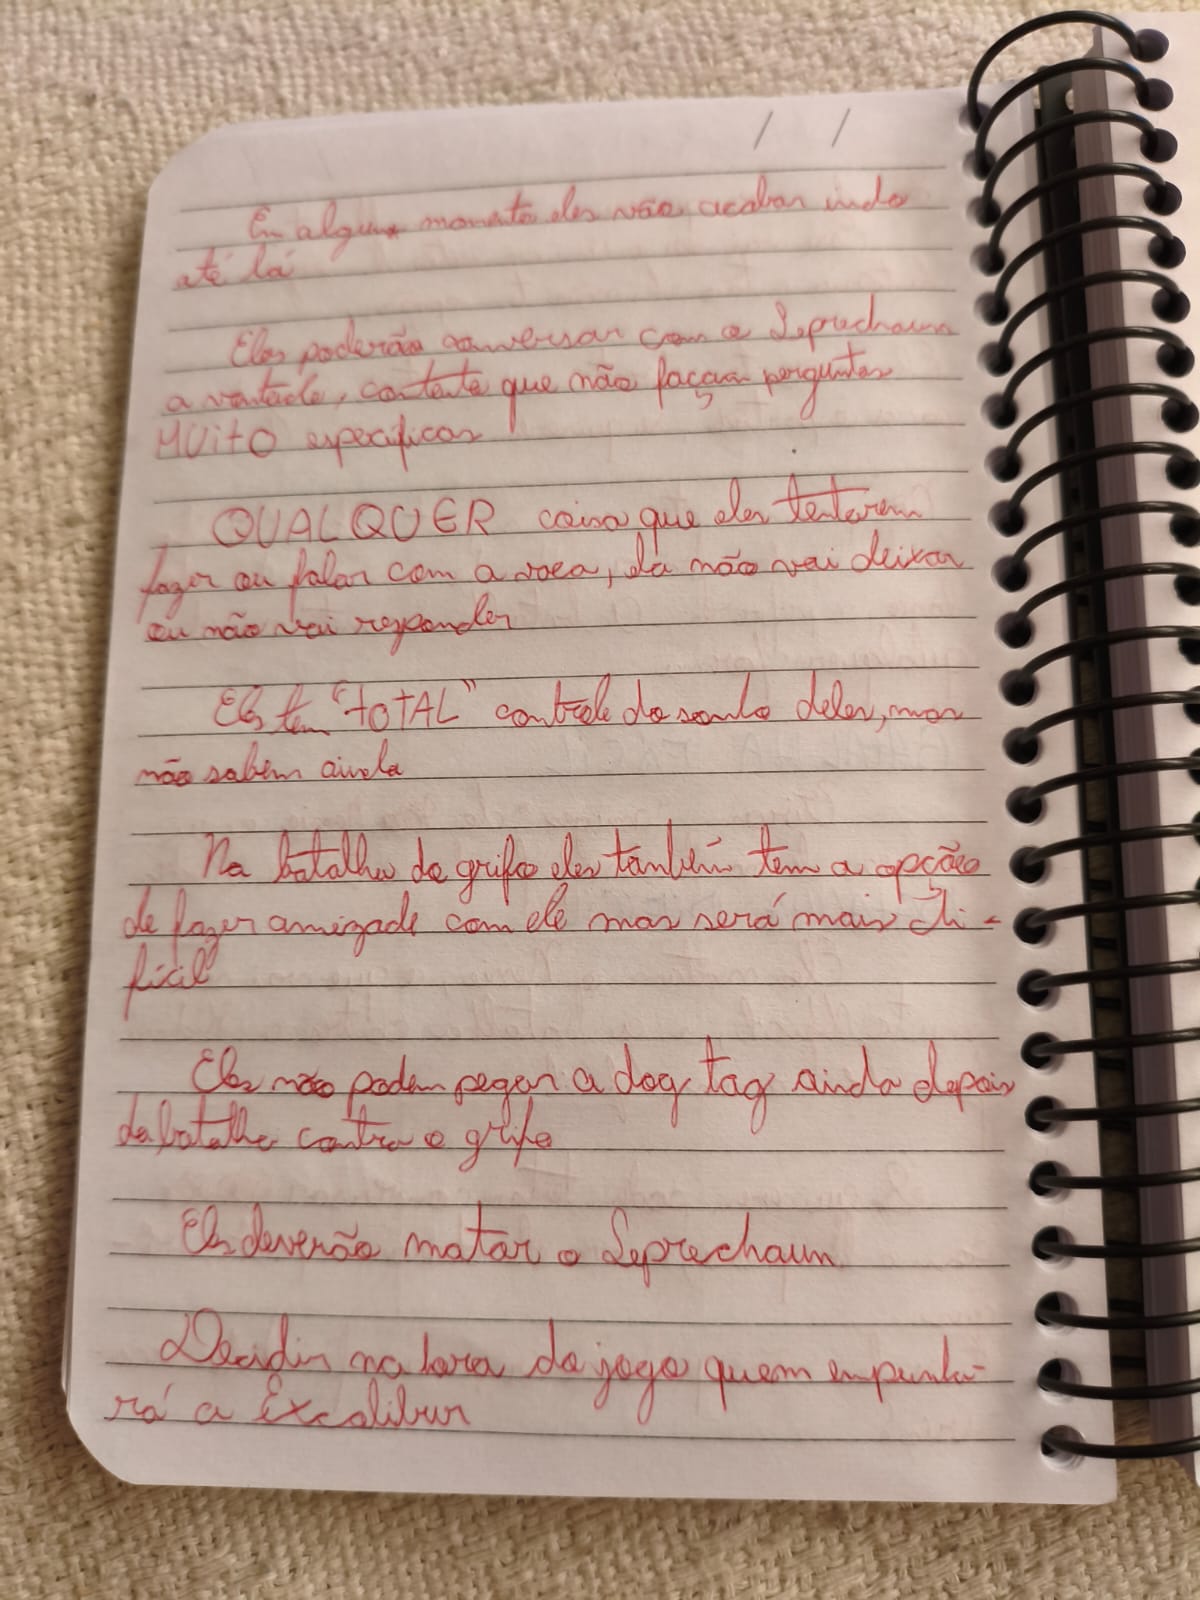 / /
Em algum momento eles vão acabar indo
até lá
Eles poderão conversar com o Leprechaun
a vontade, contato que não façam perguntas
MUITO especificas
QUALQUER coisa que eles tentarem
fazer ou falar com a , ela não vai deixar
ou não vai responder
Eles tem "TOTAL" controle do sonho deles, mas
não sabem ainda
Na batalha do grifo eles também tem a opção
de fazer amizade com ele mas será mais di-
ficil
Eles não podem pegar a dog tag ainda depois
da batalha contra o grifo
Eles deverão matar o Leprechaun
Decidir na hora do jogo quem empunha-
rá a Excalibur